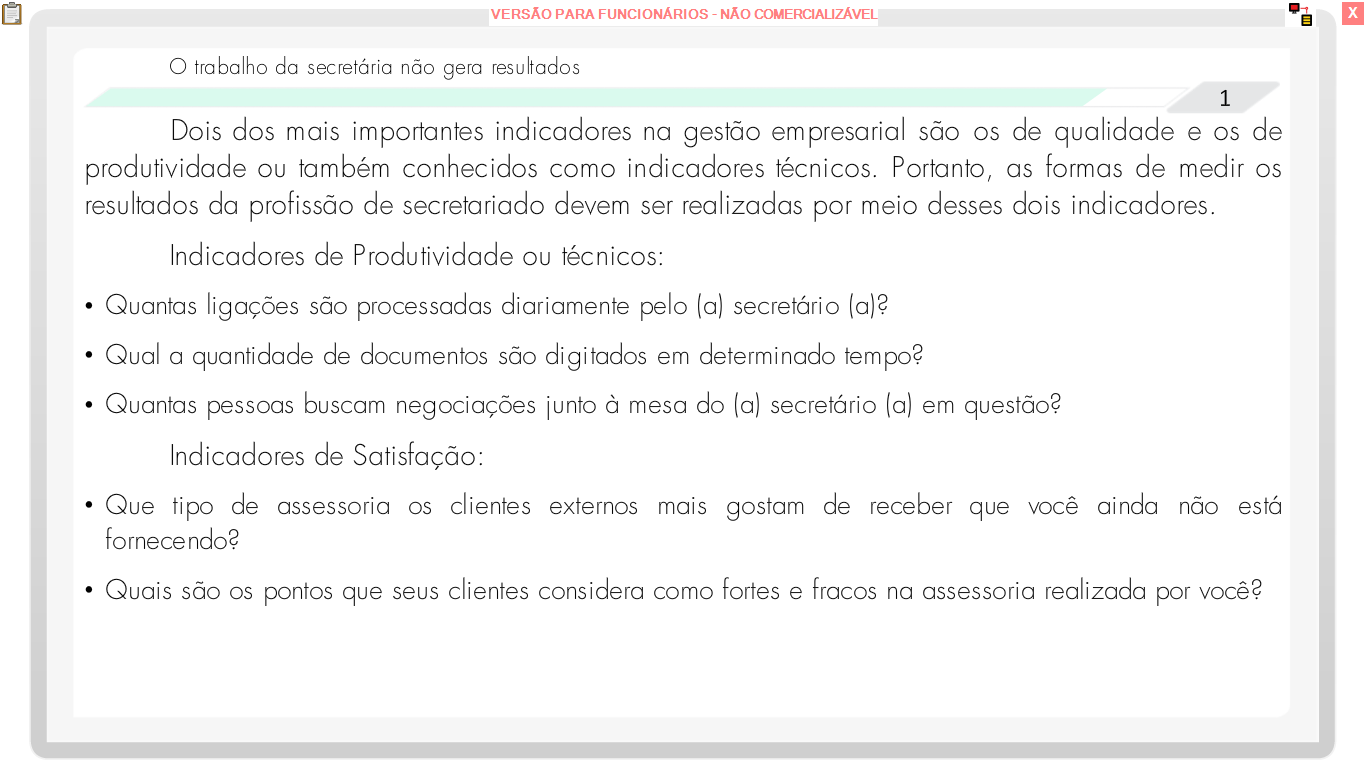 VERSÃO PARA FUNCIONÁRIOS - NÃO COMERCIALIZÁVEL
X
O trabalho da secretária não gera resultados
1
Dois dos mais importantes indicadores na gestão empresarial são os de qualidade e os de
produtividade ou também conhecidos como indicadores técnicos. Portanto, as formas de medir os
resultados da profissão de secretariado devem ser realizadas por meio desses dois indicadores.
Indicadores de Produtividade ou técnicos:
• Quantas ligações são processadas diariamente pelo (a) secretário (a)?
• Qual a quantidade de documentos são digitados em determinado tempo?
• Quantas pessoas buscam negociações junto à mesa do (a) secretário (a) em questão?
Indicadores de Satisfação:
• Que tipo de assessoria os clientes externos mais gostam de receber que você ainda não está
fornecendo?
• Quais são os pontos que seus clientes considera como fortes e fracos na assessoria realizada por você?